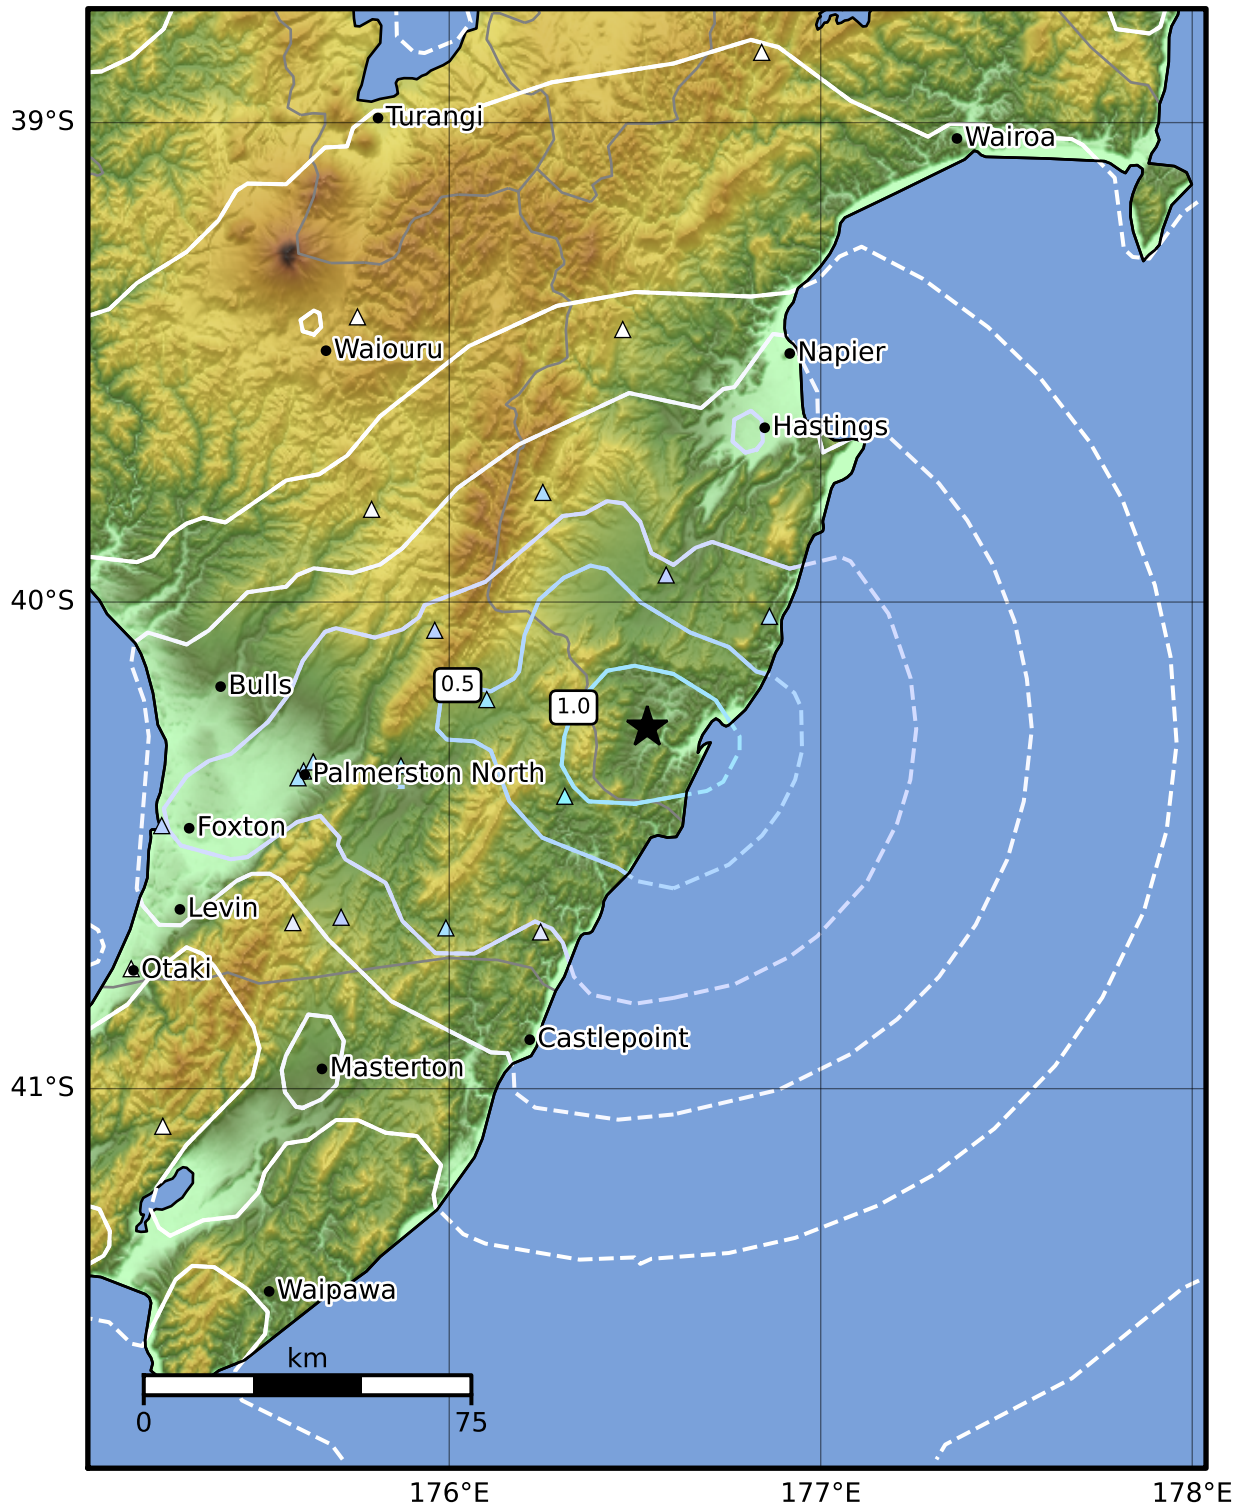 39°S
Turangi
Wairoa
Waiouru
Napier
Hastings
40°S
0.5
Bulls
1.0
Palmerston North
Foxton
Levin
Otaki
Castlepoint
Masterton
41°S
Waipawa
km
0 75
176°E 177°E 178°E